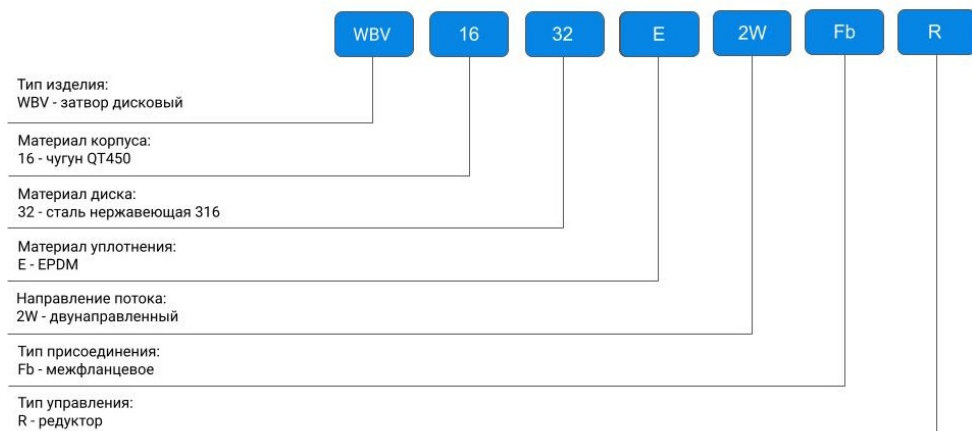 WBV 16 32 E 2W Fb R
Тип изделия:
WBV - затвор дисковый
Материал корпуса:
16 - чугун QT450
Материал диска:
32 - сталь нержавеющая 316
Материал уплотнения:
E - EPDM
Направление потока:
2W - двунаправленный
Тип присоединения:
Fb - межфланцевое
Тип управления:
R - редуктор